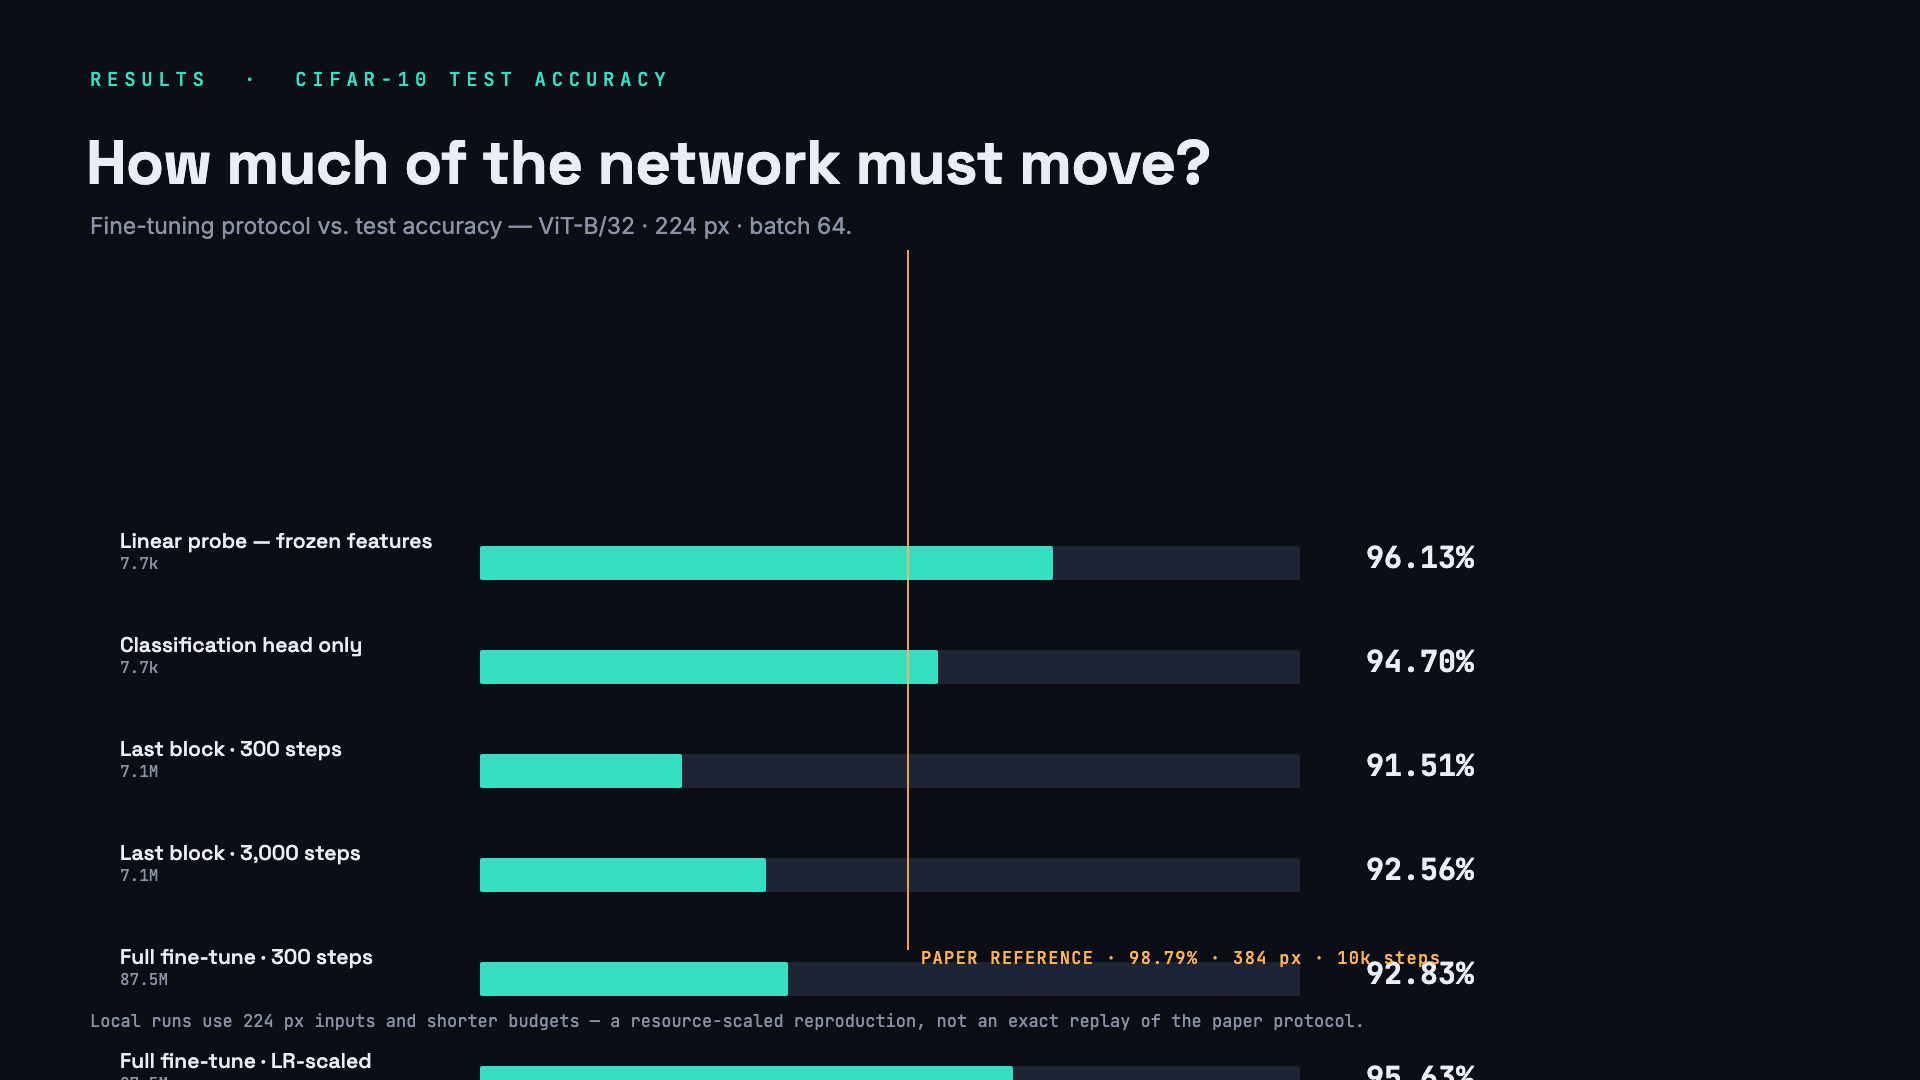 RESULTS · CIFAR-10 TEST ACCURACY
How much of the network must move?
Fine-tuning protocol vs. test accuracy — ViT-B/32 · 224 px · batch 64.
Linear probe — frozen features
7.7k
96.13%
Classification head only
7.7k
94.70%
Last block · 300 steps
7.1M
91.51%
Last block · 3,000 steps
7.1M
92.56%
Full fine-tune · 300 steps
87.5M
PAPER REFERENCE · 98.79% · 384 px · 10k steps
92.83%
Local runs use 224 px inputs and shorter budgets — a resource-scaled reproduction, not an exact replay of the paper protocol.
Full fine-tune · LR-scaled
95.63%